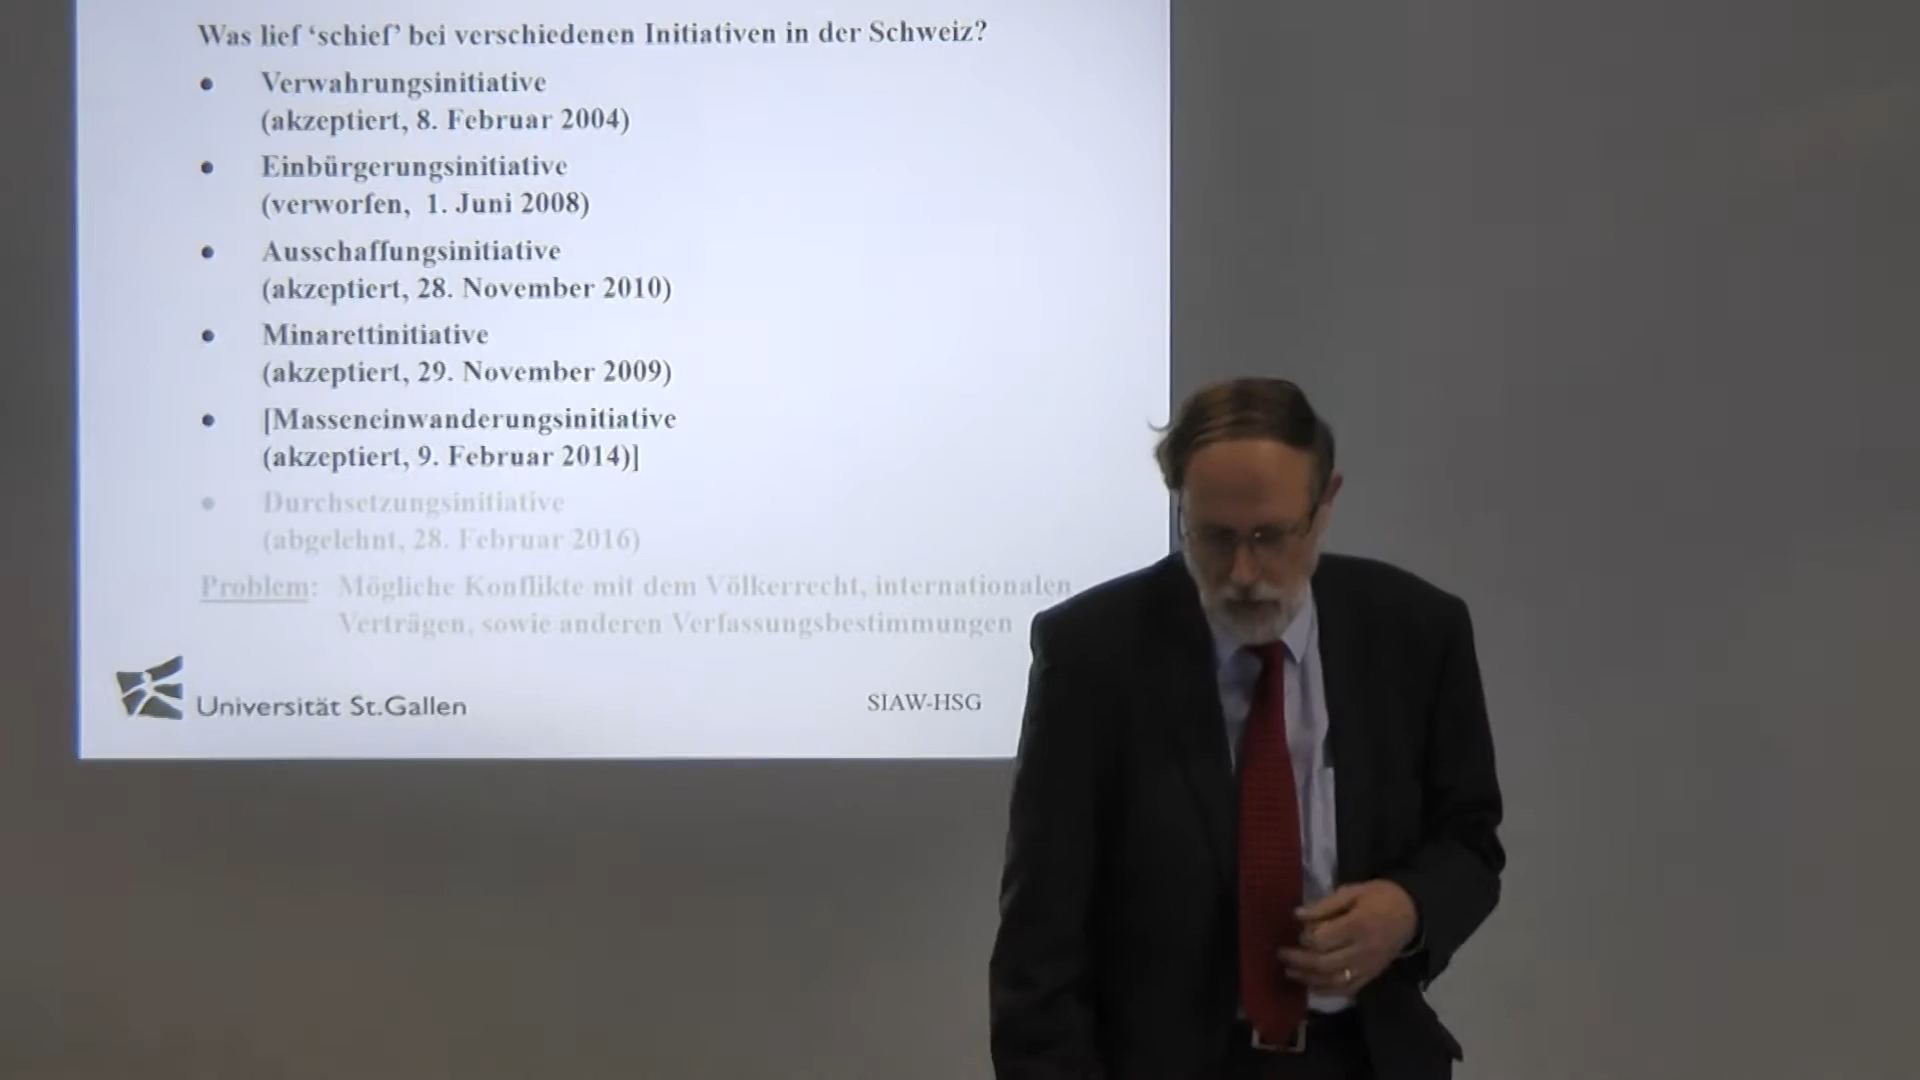 Was lief ‘schief’ bei verschiedenen Initiativen in der Schweiz?
• Verwahrungsinitiative
(akzeptiert, 8. Februar 2004)
• Einbürgerungsinitiative
(verworfen, 1. Juni 2008)
• Ausschaffungsinitiative
(akzeptiert, 28. November 2010)
• Minarettinitiative
(akzeptiert, 29. November 2009)
• [Masseneinwanderungsinitiative
(akzeptiert, 9. Februar 2014)]
• Durchsetzungsinitiative
(abgelehnt, 28. Februar 2016)
Problem: Mögliche Konflikte mit dem Völkerrecht, internationalen
Verträgen, sowie anderen Verfassungsbestimmungen
Universität St.Gallen
SIAW-HSG